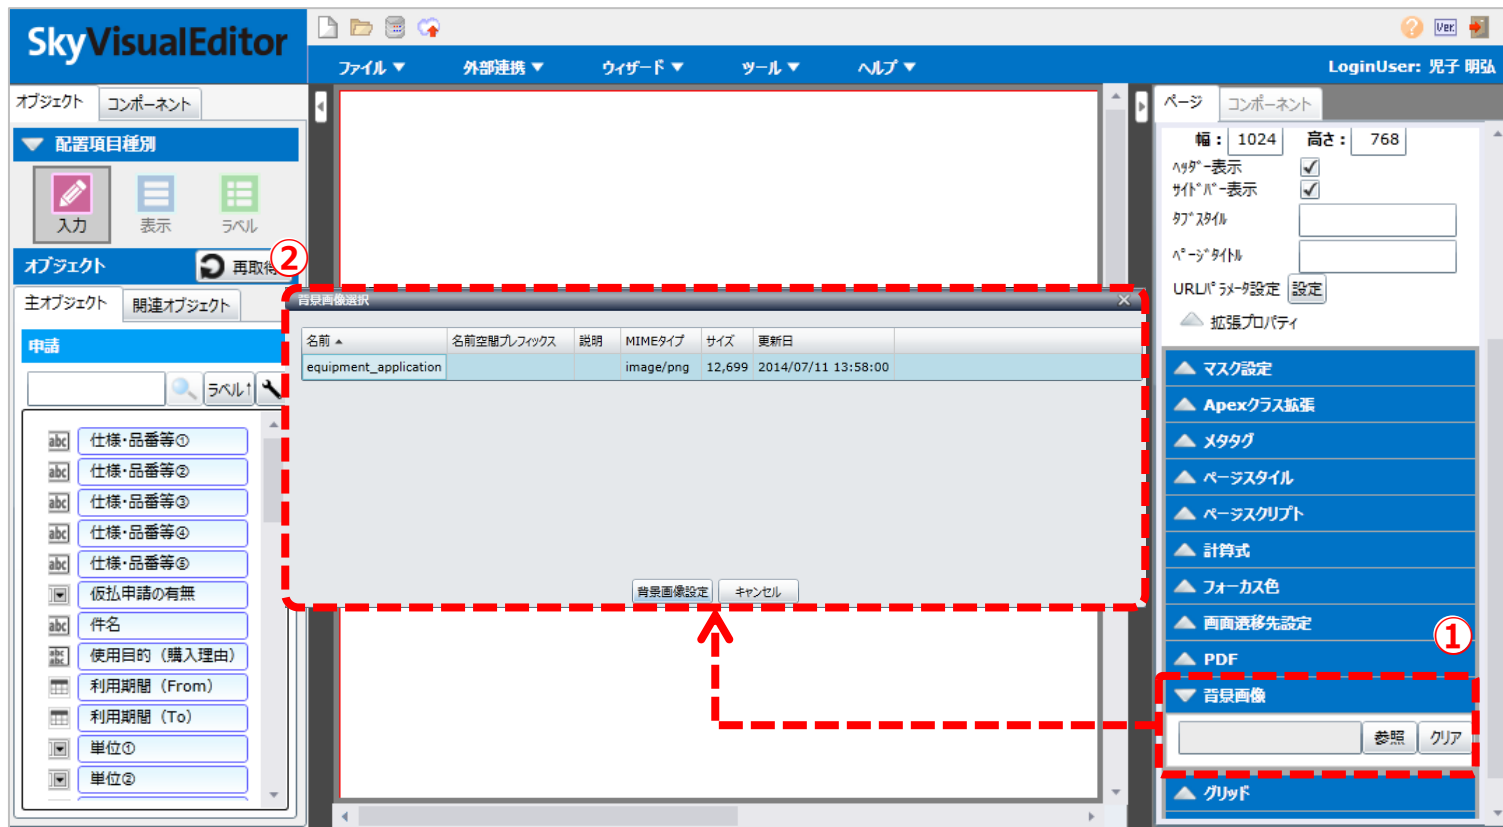 SkyVisualEditor
Ver.
ファイル ▼
外部連携 ▼
ウィザード ▼
ツール ▼
ヘルプ ▼
LoginUser: 児子 明弘
オブジェクト
コンポーネント
配置項目種別
入力
表示
ラベル
オブジェクト
再取得
②
主オブジェクト
関連オブジェクト
申請
ラベル↑
abc 仕様・品番等①
abc 仕様・品番等②
abc 仕様・品番等③
abc 仕様・品番等④
abc 仕様・品番等⑤
仮払申請の有無
abc 件名
abc abc 使用目的（購入理由）
利用期間（From）
利用期間（To）
単位①
単位②
背景画像選択
名前 名前空間プレフィックス 説明 MIMEタイプ サイズ 更新日
equipment_application image/png 12,699 2014/07/11 13:58:00
背景画像設定
キャンセル
ページ
コンポーネント
幅： 1024 高さ： 768
ﾍｯﾀﾞｰ表示
ｻｲﾄﾞﾊﾞｰ表示
ﾀﾌﾞｽﾀｲﾙ
ﾍﾟｰｼﾞﾀｲﾄﾙ
URLﾊﾟﾗﾒｰﾀ設定 設定
拡張プロパティ
マスク設定
Apexクラス拡張
メタタグ
ページスタイル
ページスクリプト
計算式
フォーカス色
画面遷移先設定
①
PDF
背景画像
参照
クリア
グリッド